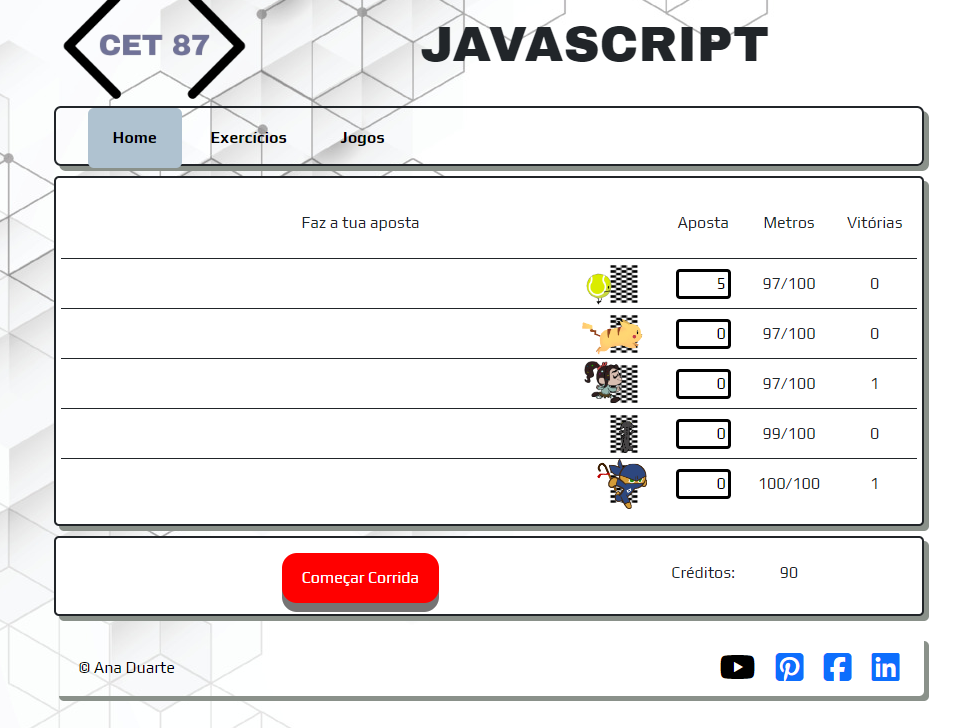 CET 87
JAVASCRIPT
Home Exercícios Jogos
Faz a tua aposta Aposta Metros Vitórias
5 97/100 0
0 97/100 0
0 97/100 1
0 99/100 0
0 100/100 1
Começar Corrida Créditos: 90
© Ana Duarte in